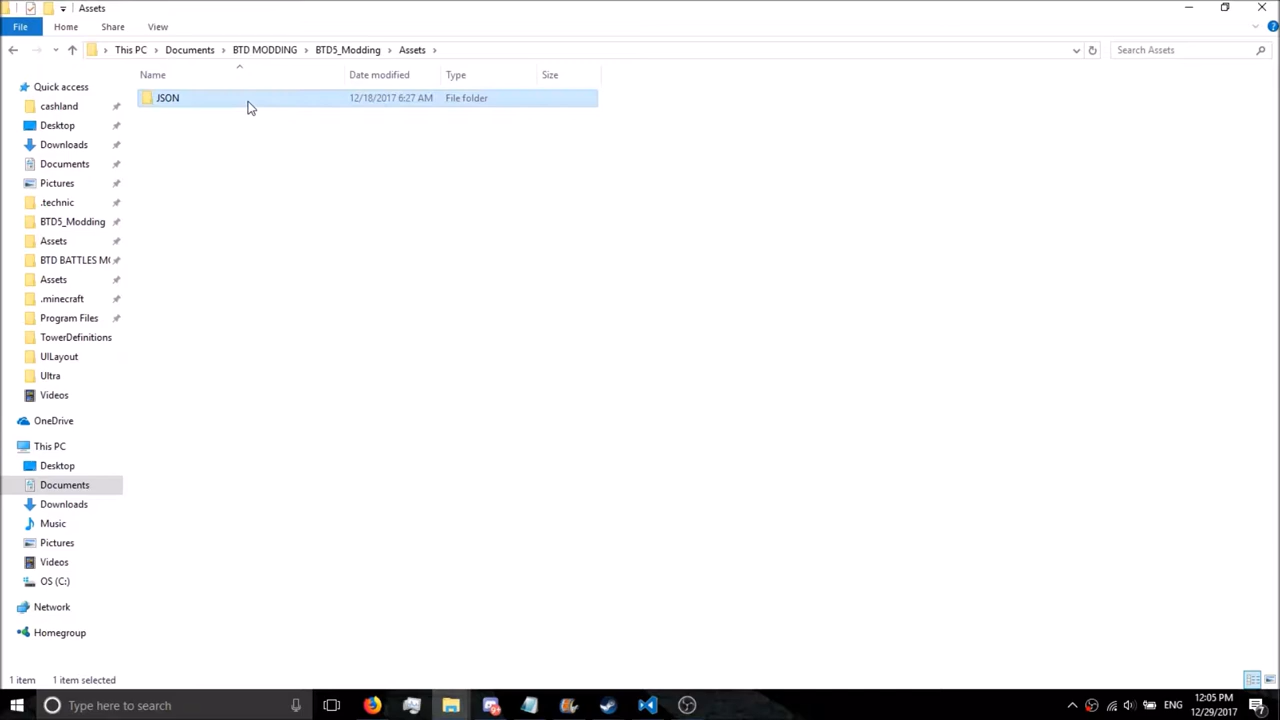 Assets
File Home Share View
This PC Documents BTD MODDING BTD5_Modding Assets Search Assets
Name Date modified Type Size
JSON 12/18/2017 6:27 AM File folder
Quick access
cashland
Desktop
Downloads
Documents
Pictures
.technic
BTD5_Modding
Assets
BTD BATTLES M
Assets
.minecraft
Program Files
TowerDefinitions
UILayout
Ultra
Videos
OneDrive
This PC
Desktop
Documents
Downloads
Music
Pictures
Videos
OS (C:)
Network
Homegroup
1 item 1 item selected
Type here to search
ENG
12:05 PM
12/29/2017
7